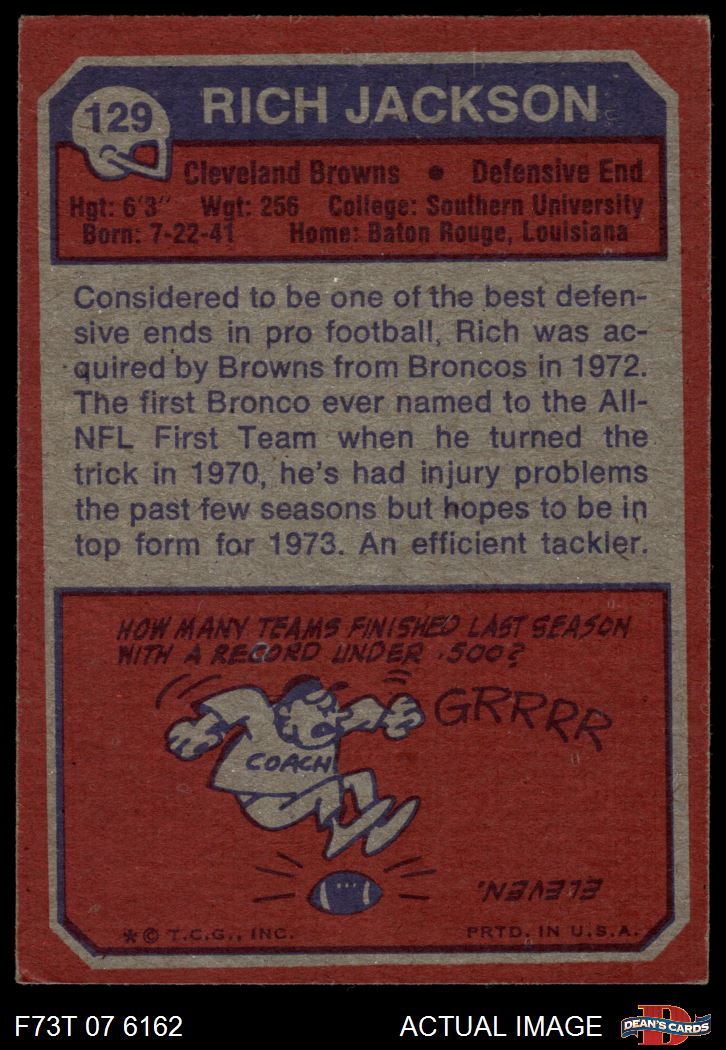 129
RICH JACKSON
Cleveland Browns • Defensive End
Hgt: 6'3" Wgt: 256 College: Southern University
Born: 7-22-41 Home: Baton Rouge, Louisiana
Considered to be one of the best defen-
sive ends in pro football, Rich was ac-
quired by Browns from Broncos in 1972.
The first Bronco ever named to the All-
NFL First Team when he turned the
trick in 1970, he's had injury problems
the past few seasons but hopes to be in
top form for 1973. An efficient tackler.
HOW MANY TEAMS FINISHED LAST SEASON
WITH A RECORD UNDER .500?
GRRRR
COACH
ELEVEN.
*© T.C.G., INC. PRTD. IN U.S.A.
F73T 07 6162 ACTUAL IMAGE
D
DEAN'S CARDS